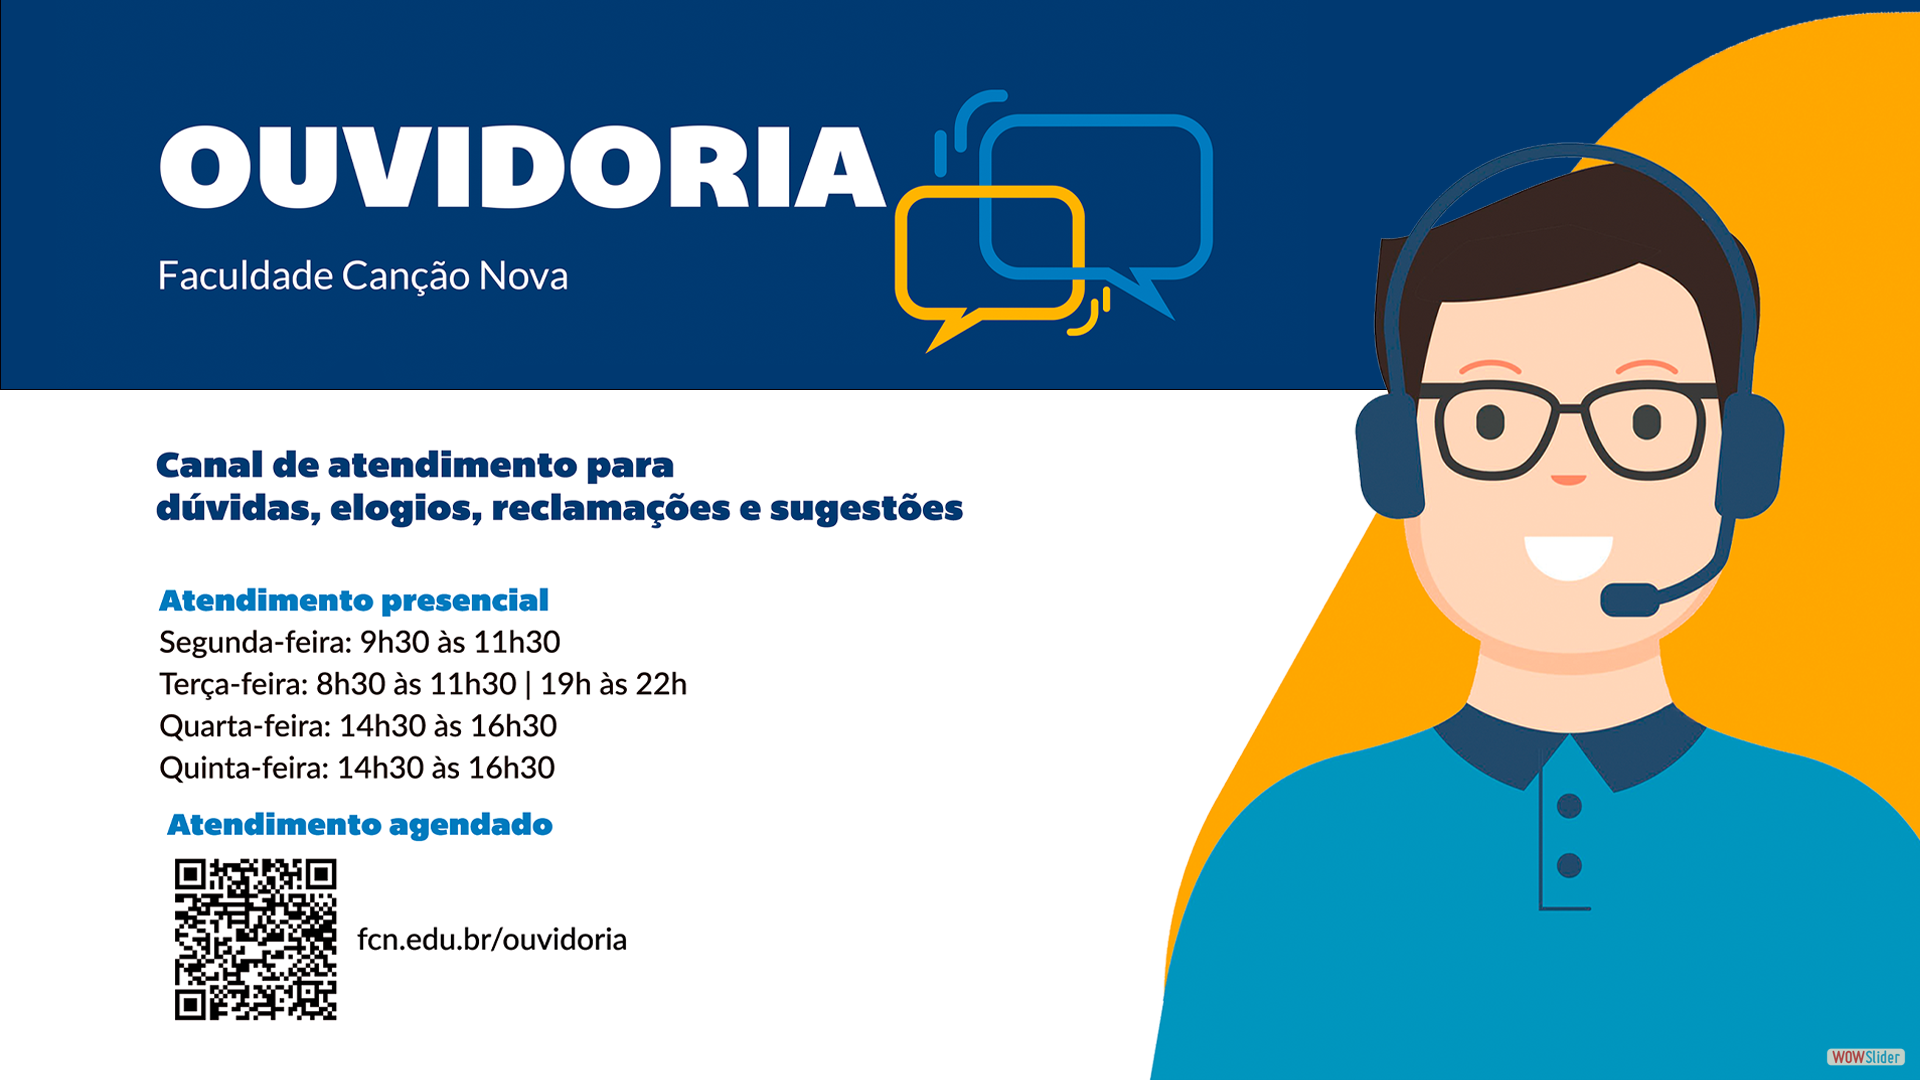 OUVIDORIA
Faculdade Canção Nova
Canal de atendimento para
dúvidas, elogios, reclamações e sugestões
Atendimento presencial
Segunda-feira: 9h30 às 11h30
Terça-feira: 8h30 às 11h30 | 19h às 22h
Quarta-feira: 14h30 às 16h30
Quinta-feira: 14h30 às 16h30
Atendimento agendado
fcn.edu.br/ouvidoria
WOWSlider